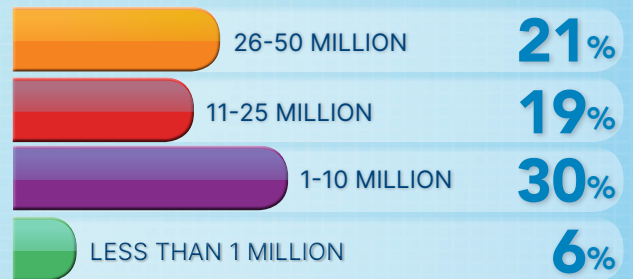 26-50 MILLION 21%
11-25 MILLION 19%
1-10 MILLION 30%
LESS THAN 1 MILLION 6%